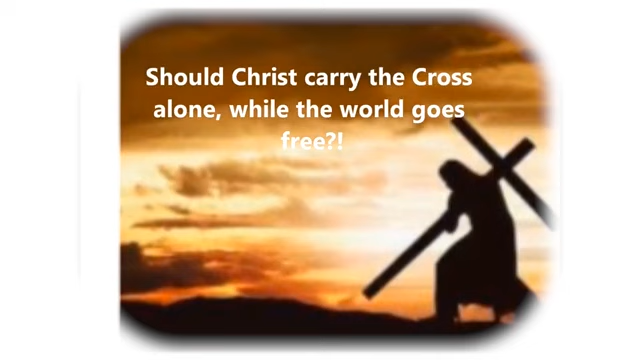 Should Christ carry the Cross
alone, while the world goes
free?!